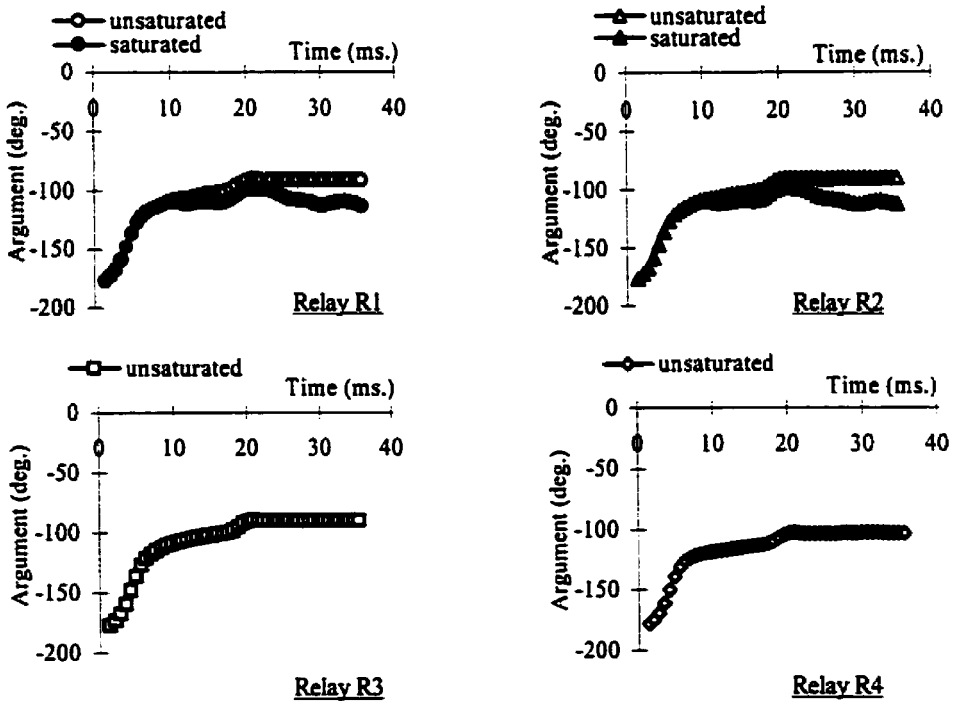 unsaturated
saturated
Time (ms.)
0
0 10 20 30 40
-50
-100
-150
-200
Argument (deg.)
Relay R1
unsaturated
saturated
Time (ms.)
0
0 10 20 30 40
-50
-100
-150
-200
Argument (deg.)
Relay R2
unsaturated
Time (ms.)
0
0 10 20 30 40
-50
-100
-150
-200
Argument (deg.)
Relay R3
unsaturated
Time (ms.)
0
0 10 20 30 40
-50
-100
-150
-200
Argument (deg.)
Relay R4